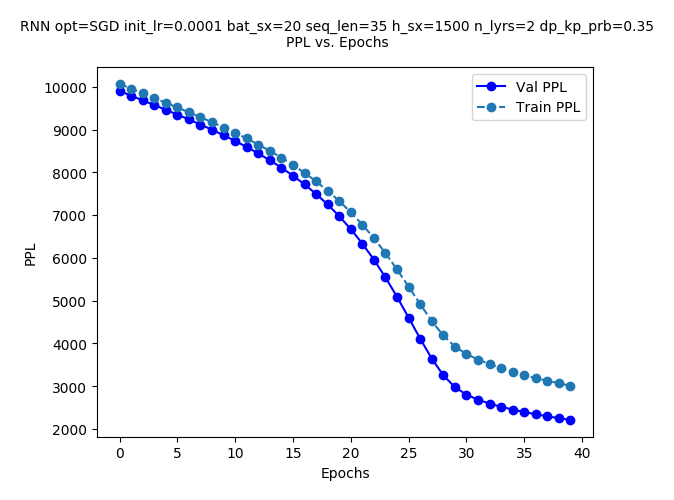 RNN opt=SGD init_lr=0.0001 bat_sx=20 seq_len=35 h_sx=1500 n_lyrs=2 dp_kp_prb=0.35
PPL vs. Epochs
Val PPL
Train PPL
10000
9000
8000
7000
6000
5000
4000
3000
2000
PPL
0 5 10 15 20 25 30 35 40
Epochs